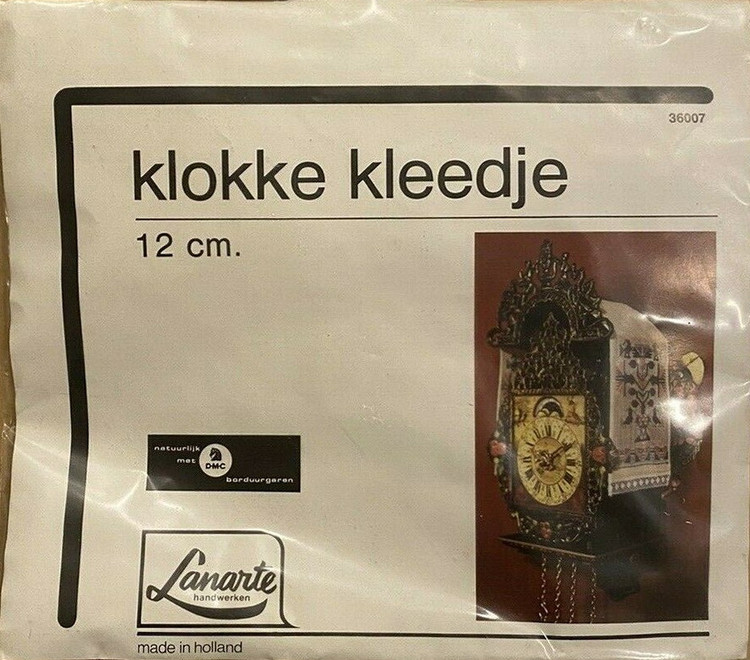 36007
klokke kleedje
12 cm.
natuurlijk
met DMC
borduurgaren
Lanarte
handwerken
made in holland